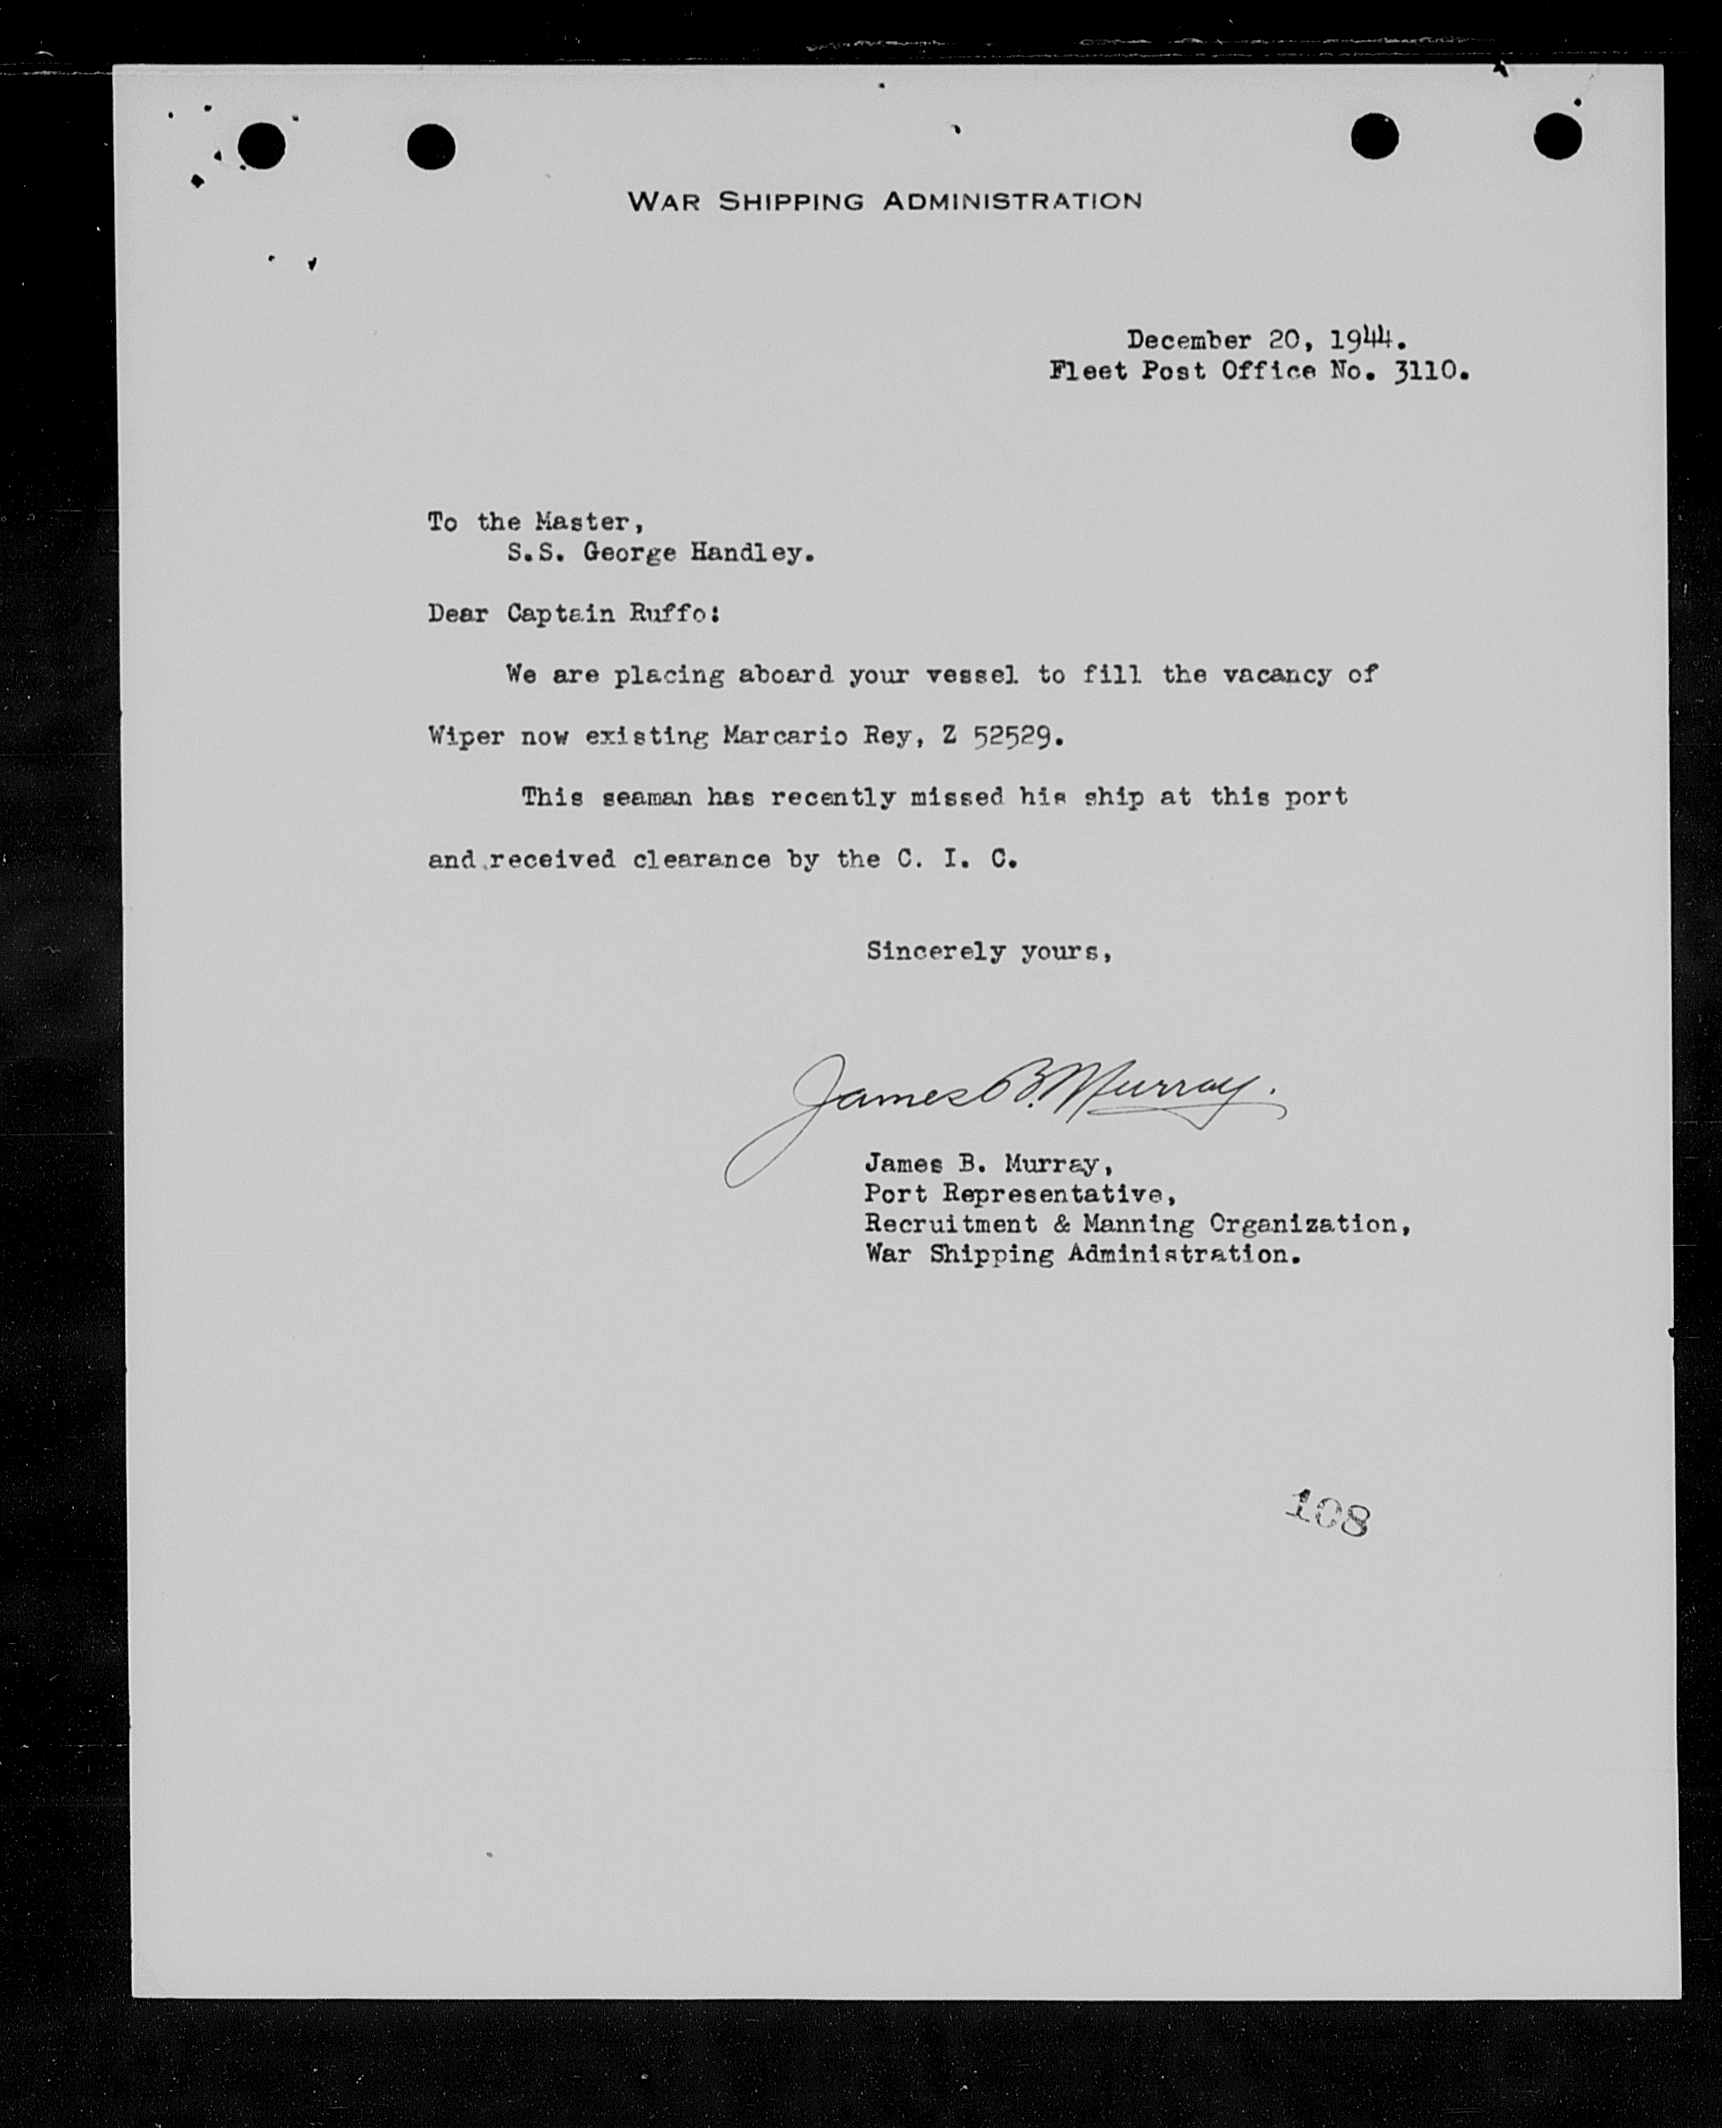 WAR SHIPPING ADMINISTRATION
December 20, 1944.
Fleet Post Office No. 3110.
To the Master,
S.S. George Handley.
Dear Captain Ruffo:
We are placing aboard your vessel to fill the vacancy of
Wiper now existing Marcario Rey, Z 52529.
This seaman has recently missed his ship at this port
and received clearance by the C. I. C.
Sincerely yours,
James B. Murray.
James B. Murray,
Port Representative,
Recruitment & Manning Organization,
War Shipping Administration.
108